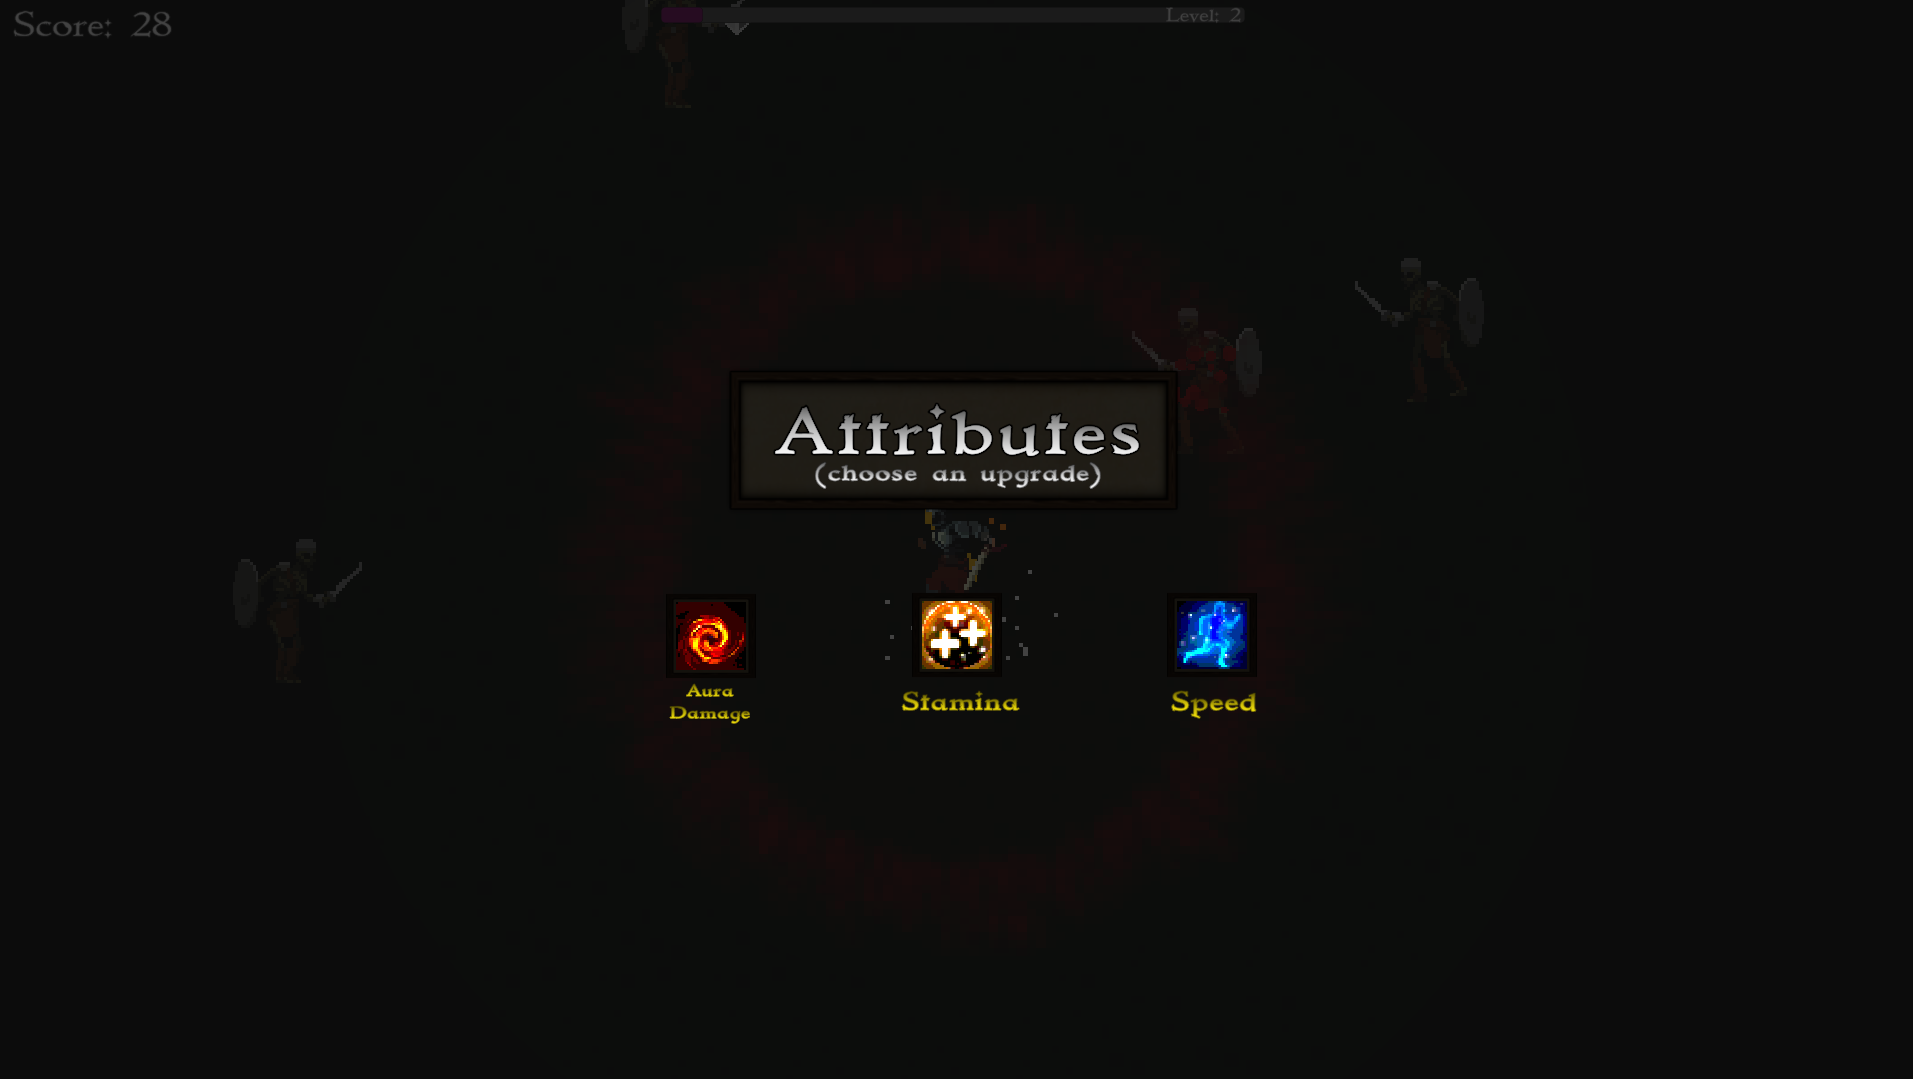 Score: 28
Level: 2
Attributes
(choose an upgrade)
Aura
Damage
Stamina
Speed